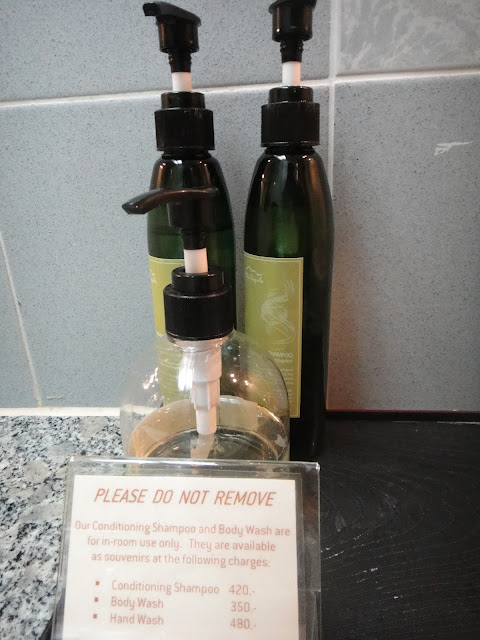 SHAMPOO
PLEASE DO NOT REMOVE
Our Conditioning Shampoo and Body Wash are
for in-room use only. They are available
as souvenirs at the following charges:
▪ Conditioning Shampoo 420.-
▪ Body Wash 350.-
▪ Hand Wash 480.-